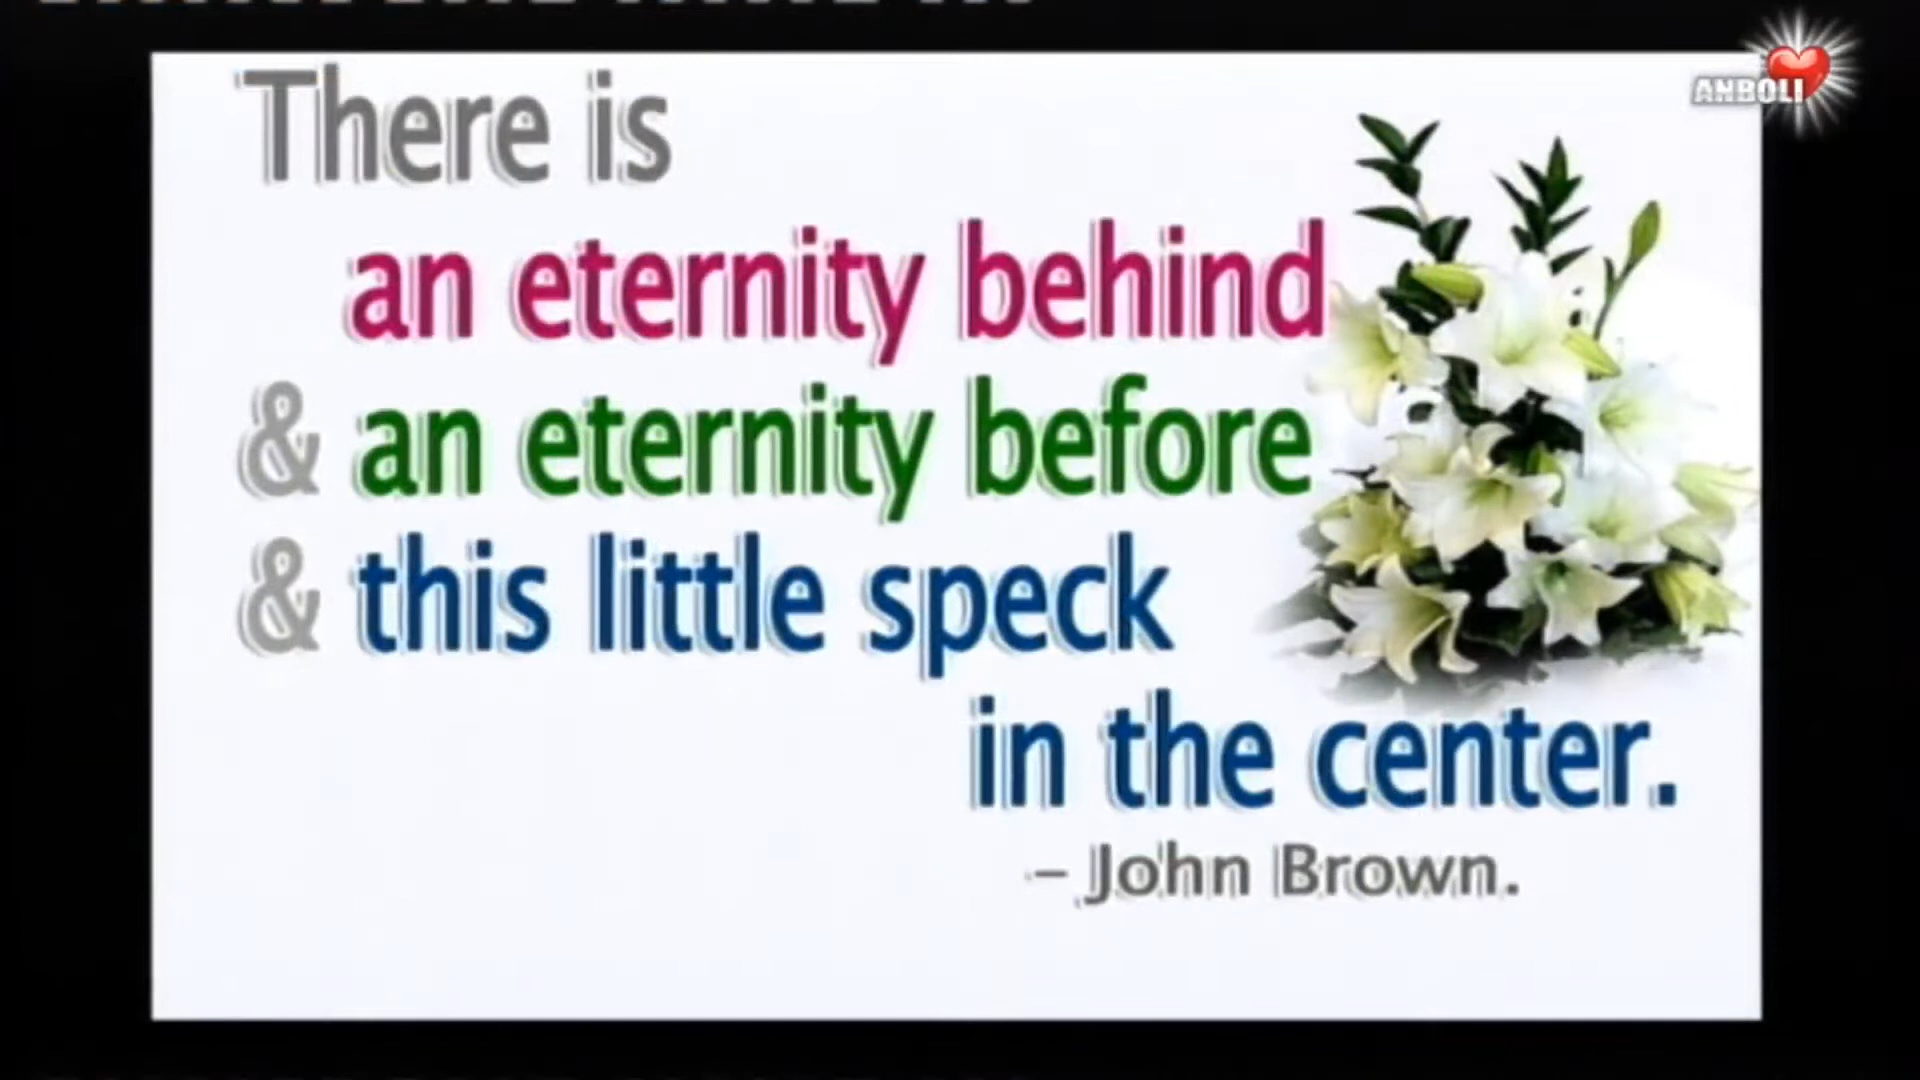 ANBOLI
There is
an eternity behind
& an eternity before
& this little speck
in the center.
– John Brown.